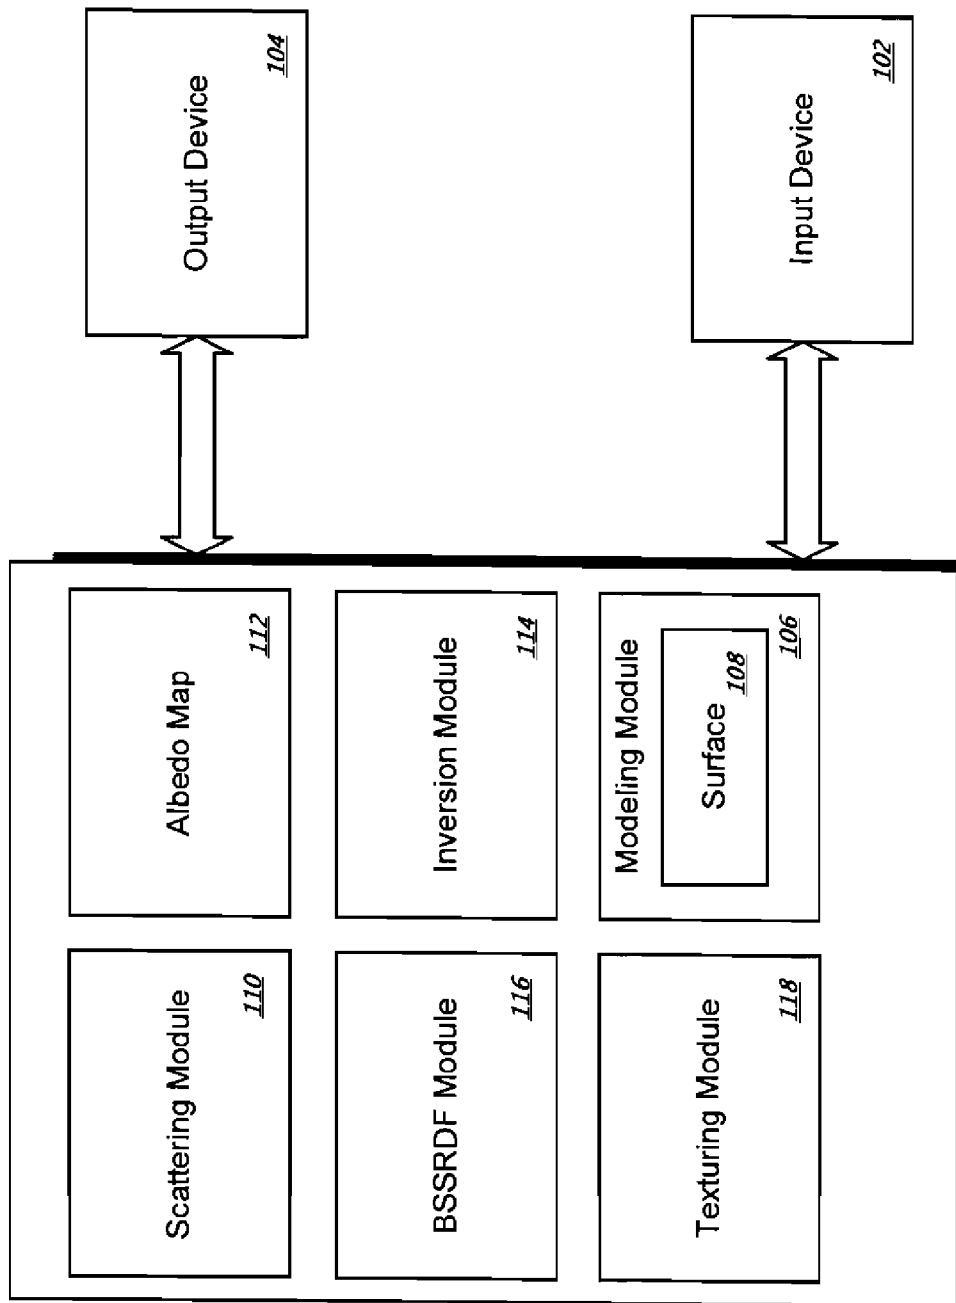 Scattering Module
110
Albedo Map
112
Output Device
104
BSSRDF Module
116
Inversion Module
114
Texturing Module
118
Modeling Module
Surface
108
106
Input Device
102